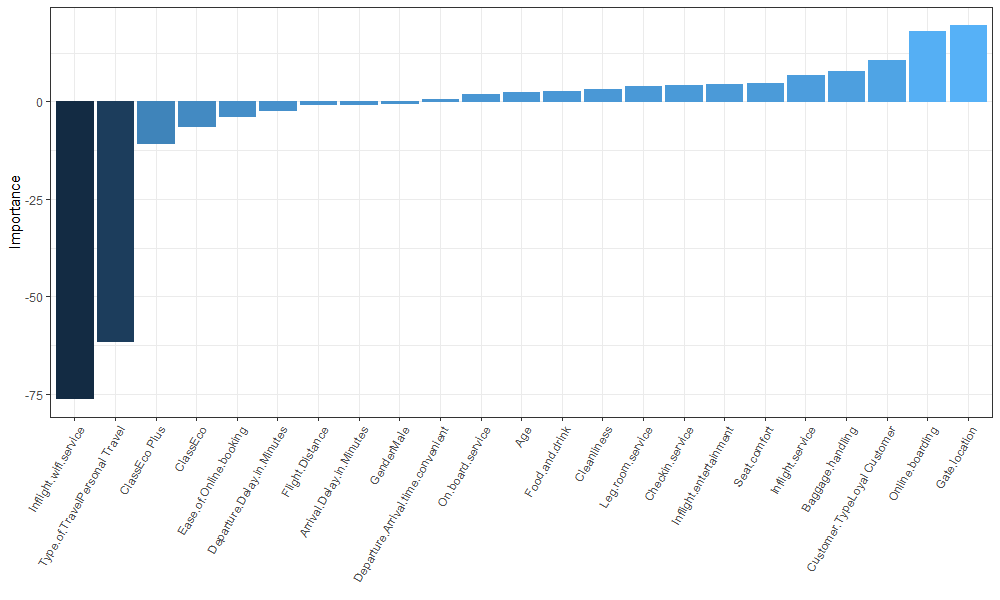 Importance
0
-25
-50
-75
Inflight.wifi.service
Type.of.TravelPersonal Travel
ClassEco Plus
ClassEco
Ease.of.Online.booking
Departure.Delay.in.Minutes
Flight.Distance
Arrival.Delay.in.Minutes
GenderMale
Departure.Arrival.time.convenient
On.board.service
Age
Food.and.drink
Cleanliness
Leg.room.service
Checkin.service
Inflight.entertainment
Seat.comfort
Inflight.service
Baggage.handling
Customer.TypeLoyal Customer
Online.boarding
Gate.location